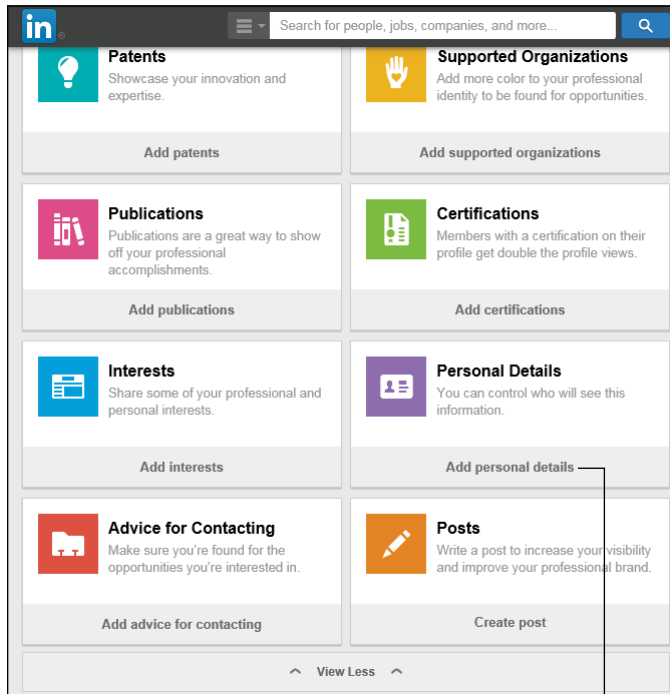 in®
Search for people, jobs, companies, and more...
Patents
Showcase your innovation and
expertise.
Add patents
Supported Organizations
Add more color to your professional
identity to be found for opportunities.
Add supported organizations
Publications
Publications are a great way to show
off your professional
accomplishments.
Add publications
Certifications
Members with a certification on their
profile get double the profile views.
Add certifications
Interests
Share some of your professional and
personal interests.
Add interests
Personal Details
You can control who will see this
information.
Add personal details
Advice for Contacting
Make sure you're found for the
opportunities you're interested in.
Add advice for contacting
Posts
Write a post to increase your visibility
and improve your professional brand.
Create post
View Less